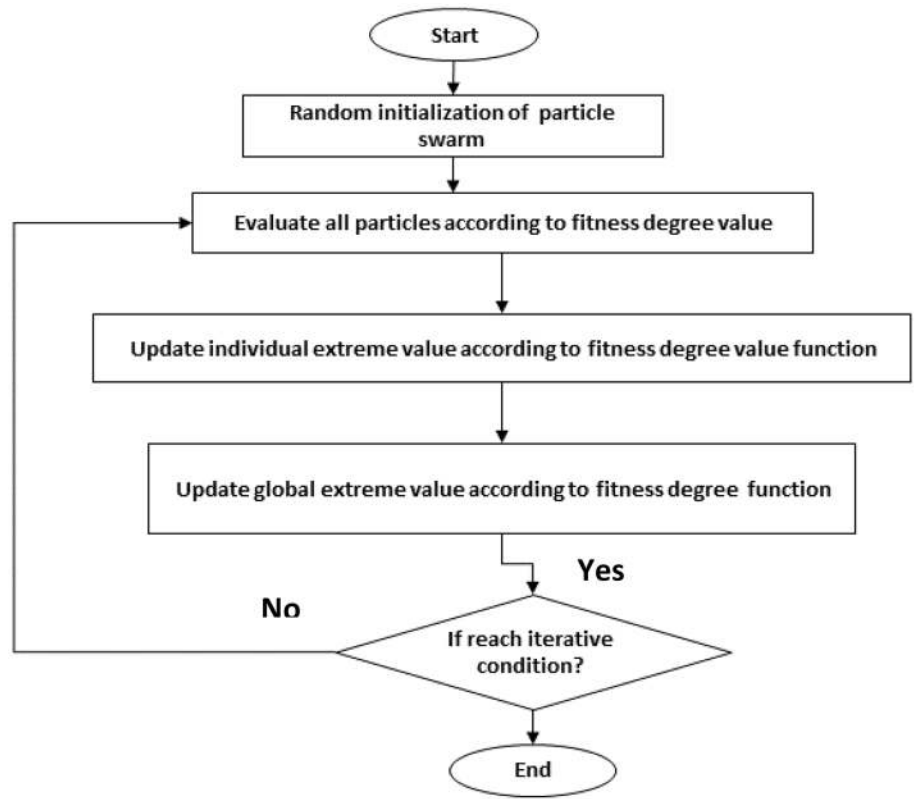 Start
Random initialization of particle
swarm
Evaluate all particles according to fitness degree value
Update individual extreme value according to fitness degree value function
Update global extreme value according to fitness degree function
Yes
No
If reach iterative
condition?
End